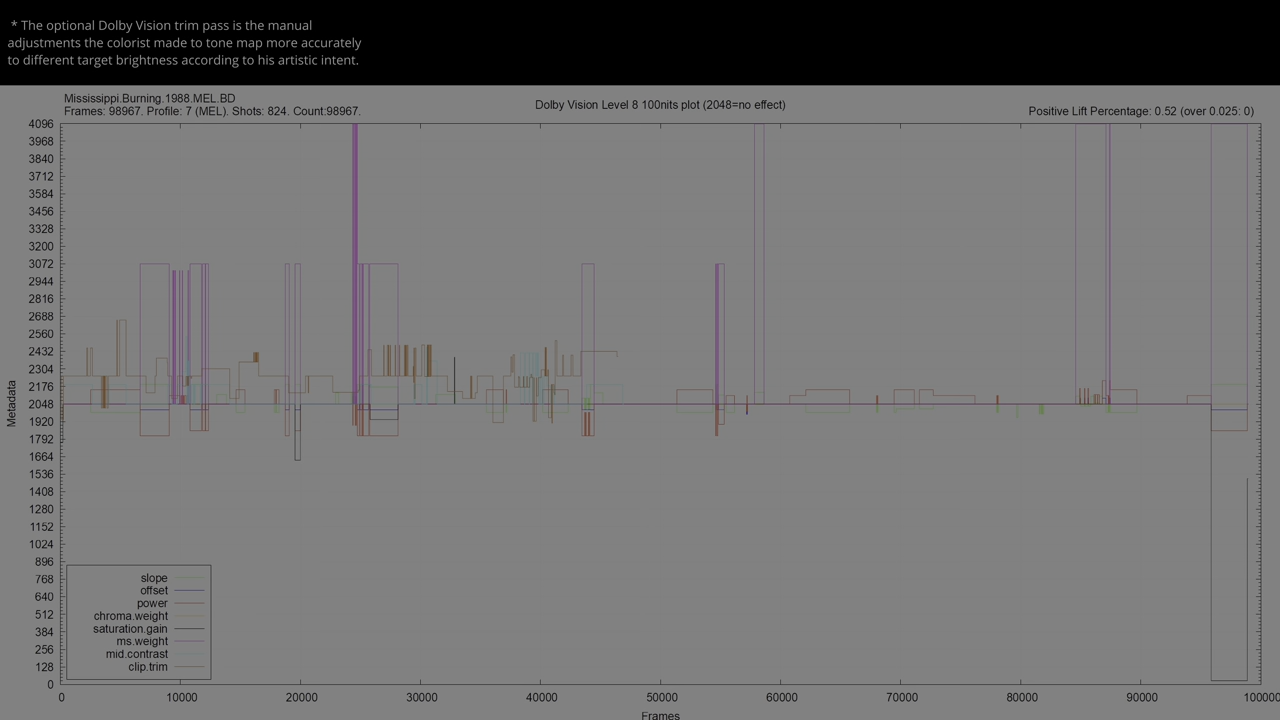 * The optional Dolby Vision trim pass is the manual
adjustments the colorist made to tone map more accurately
to different target brightness according to his artistic intent.
Mississippi.Burning.1988.MEL.BD
Frames: 98967. Profile: 7 (MEL). Shots: 824. Count:98967.
Dolby Vision Level 8 100nits plot (2048=no effect)
Positive Lift Percentage: 0.52 (over 0.025: 0)
4096
3968
3840
3712
3584
3456
3328
3200
3072
2944
2816
2688
2560
2432
2304
2176
2048
1920
1792
1664
1536
1408
1280
1152
1024
896
768
640
512
384
256
128
0
Metadata
slope
offset
power
chroma.weight
saturation.gain
ms.weight
mid.contrast
clip.trim
0 10000 20000 30000 40000 50000 60000 70000 80000 90000 100000
Frames